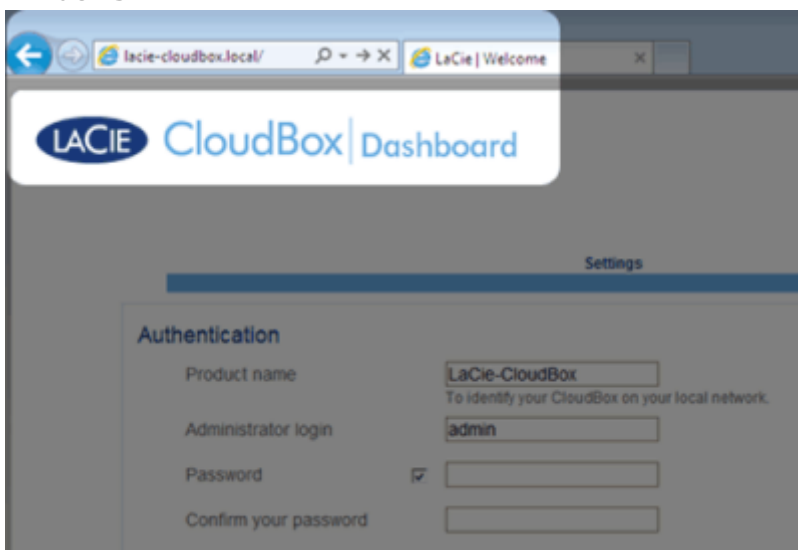 lacie-cloudbox.local/
LaCie | Welcome
LACIE CloudBox | Dashboard
Settings
Authentication
Product name
LaCie-CloudBox
To identify your CloudBox on your local network.
Administrator login
admin
Password
Confirm your password